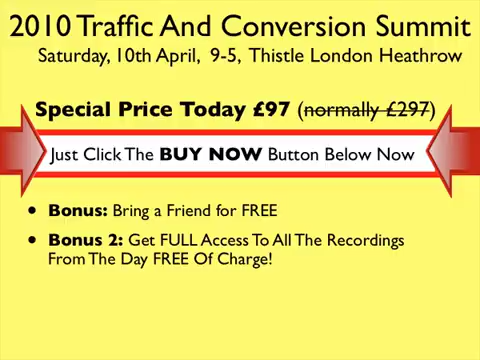 2010 Traffic And Conversion Summit
Saturday, 10th April, 9-5, Thistle London Heathrow
Special Price Today £97 (normally £297)
Just Click The BUY NOW Button Below Now
• Bonus: Bring a Friend for FREE
• Bonus 2: Get FULL Access To All The Recordings
From The Day FREE Of Charge!